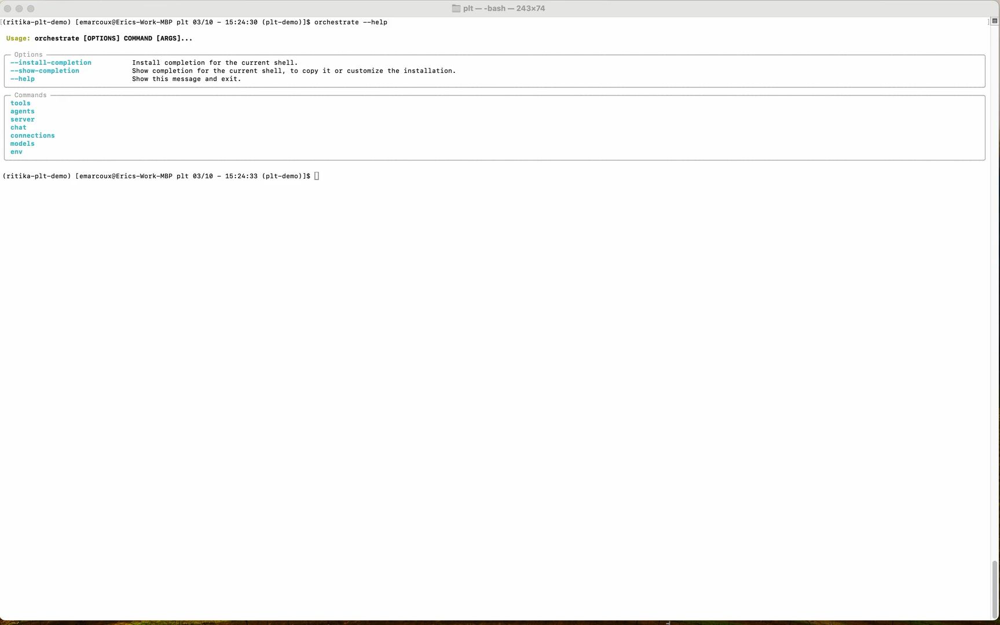 plt — -bash — 243×74
(ritika-plt-demo) [emarcoux@Erics-Work-MBP plt 03/10 - 15:24:30 (plt-demo)]$ orchestrate --help
Usage: orchestrate [OPTIONS] COMMAND [ARGS]...
Options
--install-completion Install completion for the current shell.
--show-completion Show completion for the current shell, to copy it or customize the installation.
--help Show this message and exit.
Commands
tools
agents
server
chat
connections
models
env
(ritika-plt-demo) [emarcoux@Erics-Work-MBP plt 03/10 - 15:24:33 (plt-demo)]$